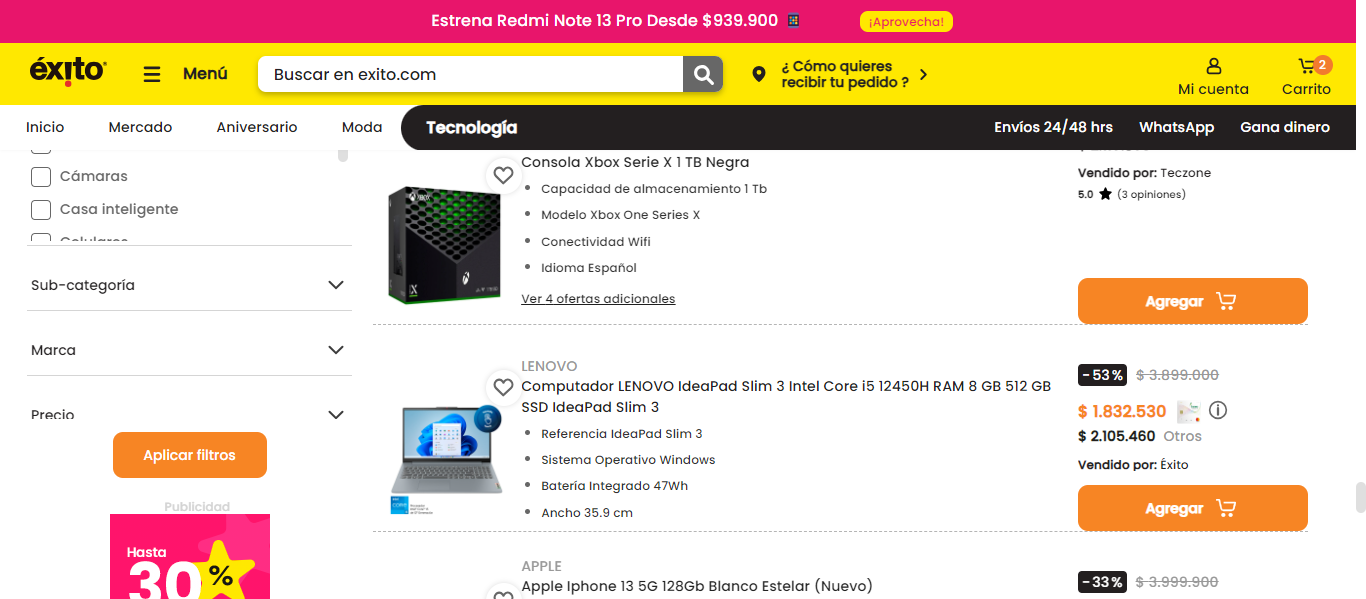 Estrena Redmi Note 13 Pro Desde $939.900
¡Aprovecha!
éxito
Menú
Buscar en exito.com
¿ Cómo quieres
recibir tu pedido ?
Mi cuenta
2
Carrito
Inicio
Mercado
Aniversario
Moda
Tecnología
Envíos 24/48 hrs
WhatsApp
Gana dinero
Cámaras
Casa inteligente
Celulares
Sub-categoría
Marca
Precio
Aplicar filtros
Publicidad
Hasta
30%
Consola Xbox Serie X 1 TB Negra
Capacidad de almacenamiento 1 Tb
Modelo Xbox One Series X
Conectividad Wifi
Idioma Español
Ver 4 ofertas adicionales
XBOX
Vendido por: Teczone
5.0 (3 opiniones)
Agregar
LENOVO
Computador LENOVO IdeaPad Slim 3 Intel Core i5 12450H RAM 8 GB 512 GB
SSD IdeaPad Slim 3
Referencia IdeaPad Slim 3
Sistema Operativo Windows
Batería Integrado 47Wh
Ancho 35.9 cm
- 53 % $ 3.899.000
$ 1.832.530
$ 2.105.460 Otros
Vendido por: Éxito
Agregar
APPLE
Apple Iphone 13 5G 128Gb Blanco Estelar (Nuevo)
- 33 % $ 3.999.900